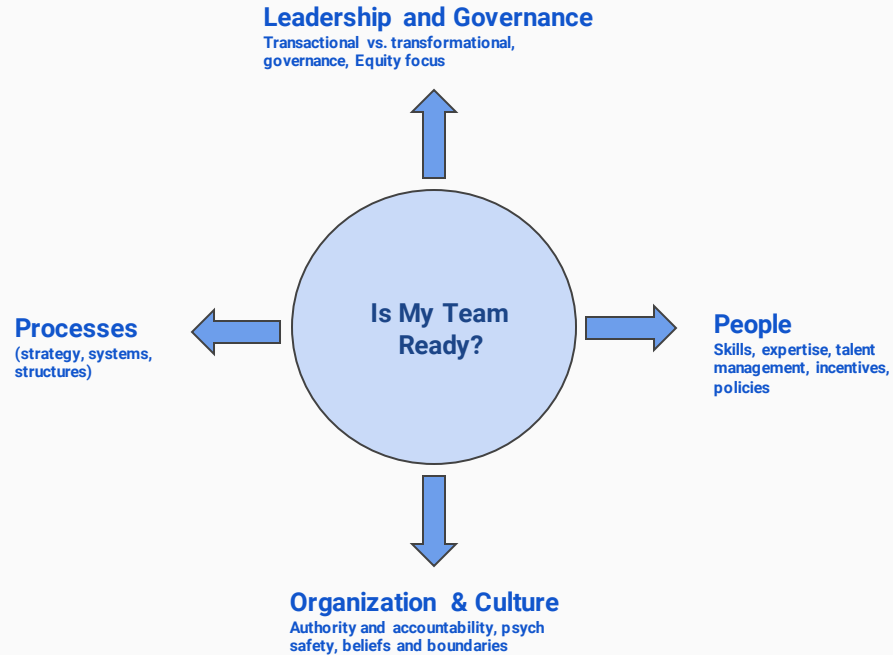 Leadership and Governance
Transactional vs. transformational,
governance, Equity focus
Is My Team
Ready?
Processes
(strategy, systems,
structures)
People
Skills, expertise, talent
management, incentives,
policies
Organization & Culture
Authority and accountability, psych
safety, beliefs and boundaries